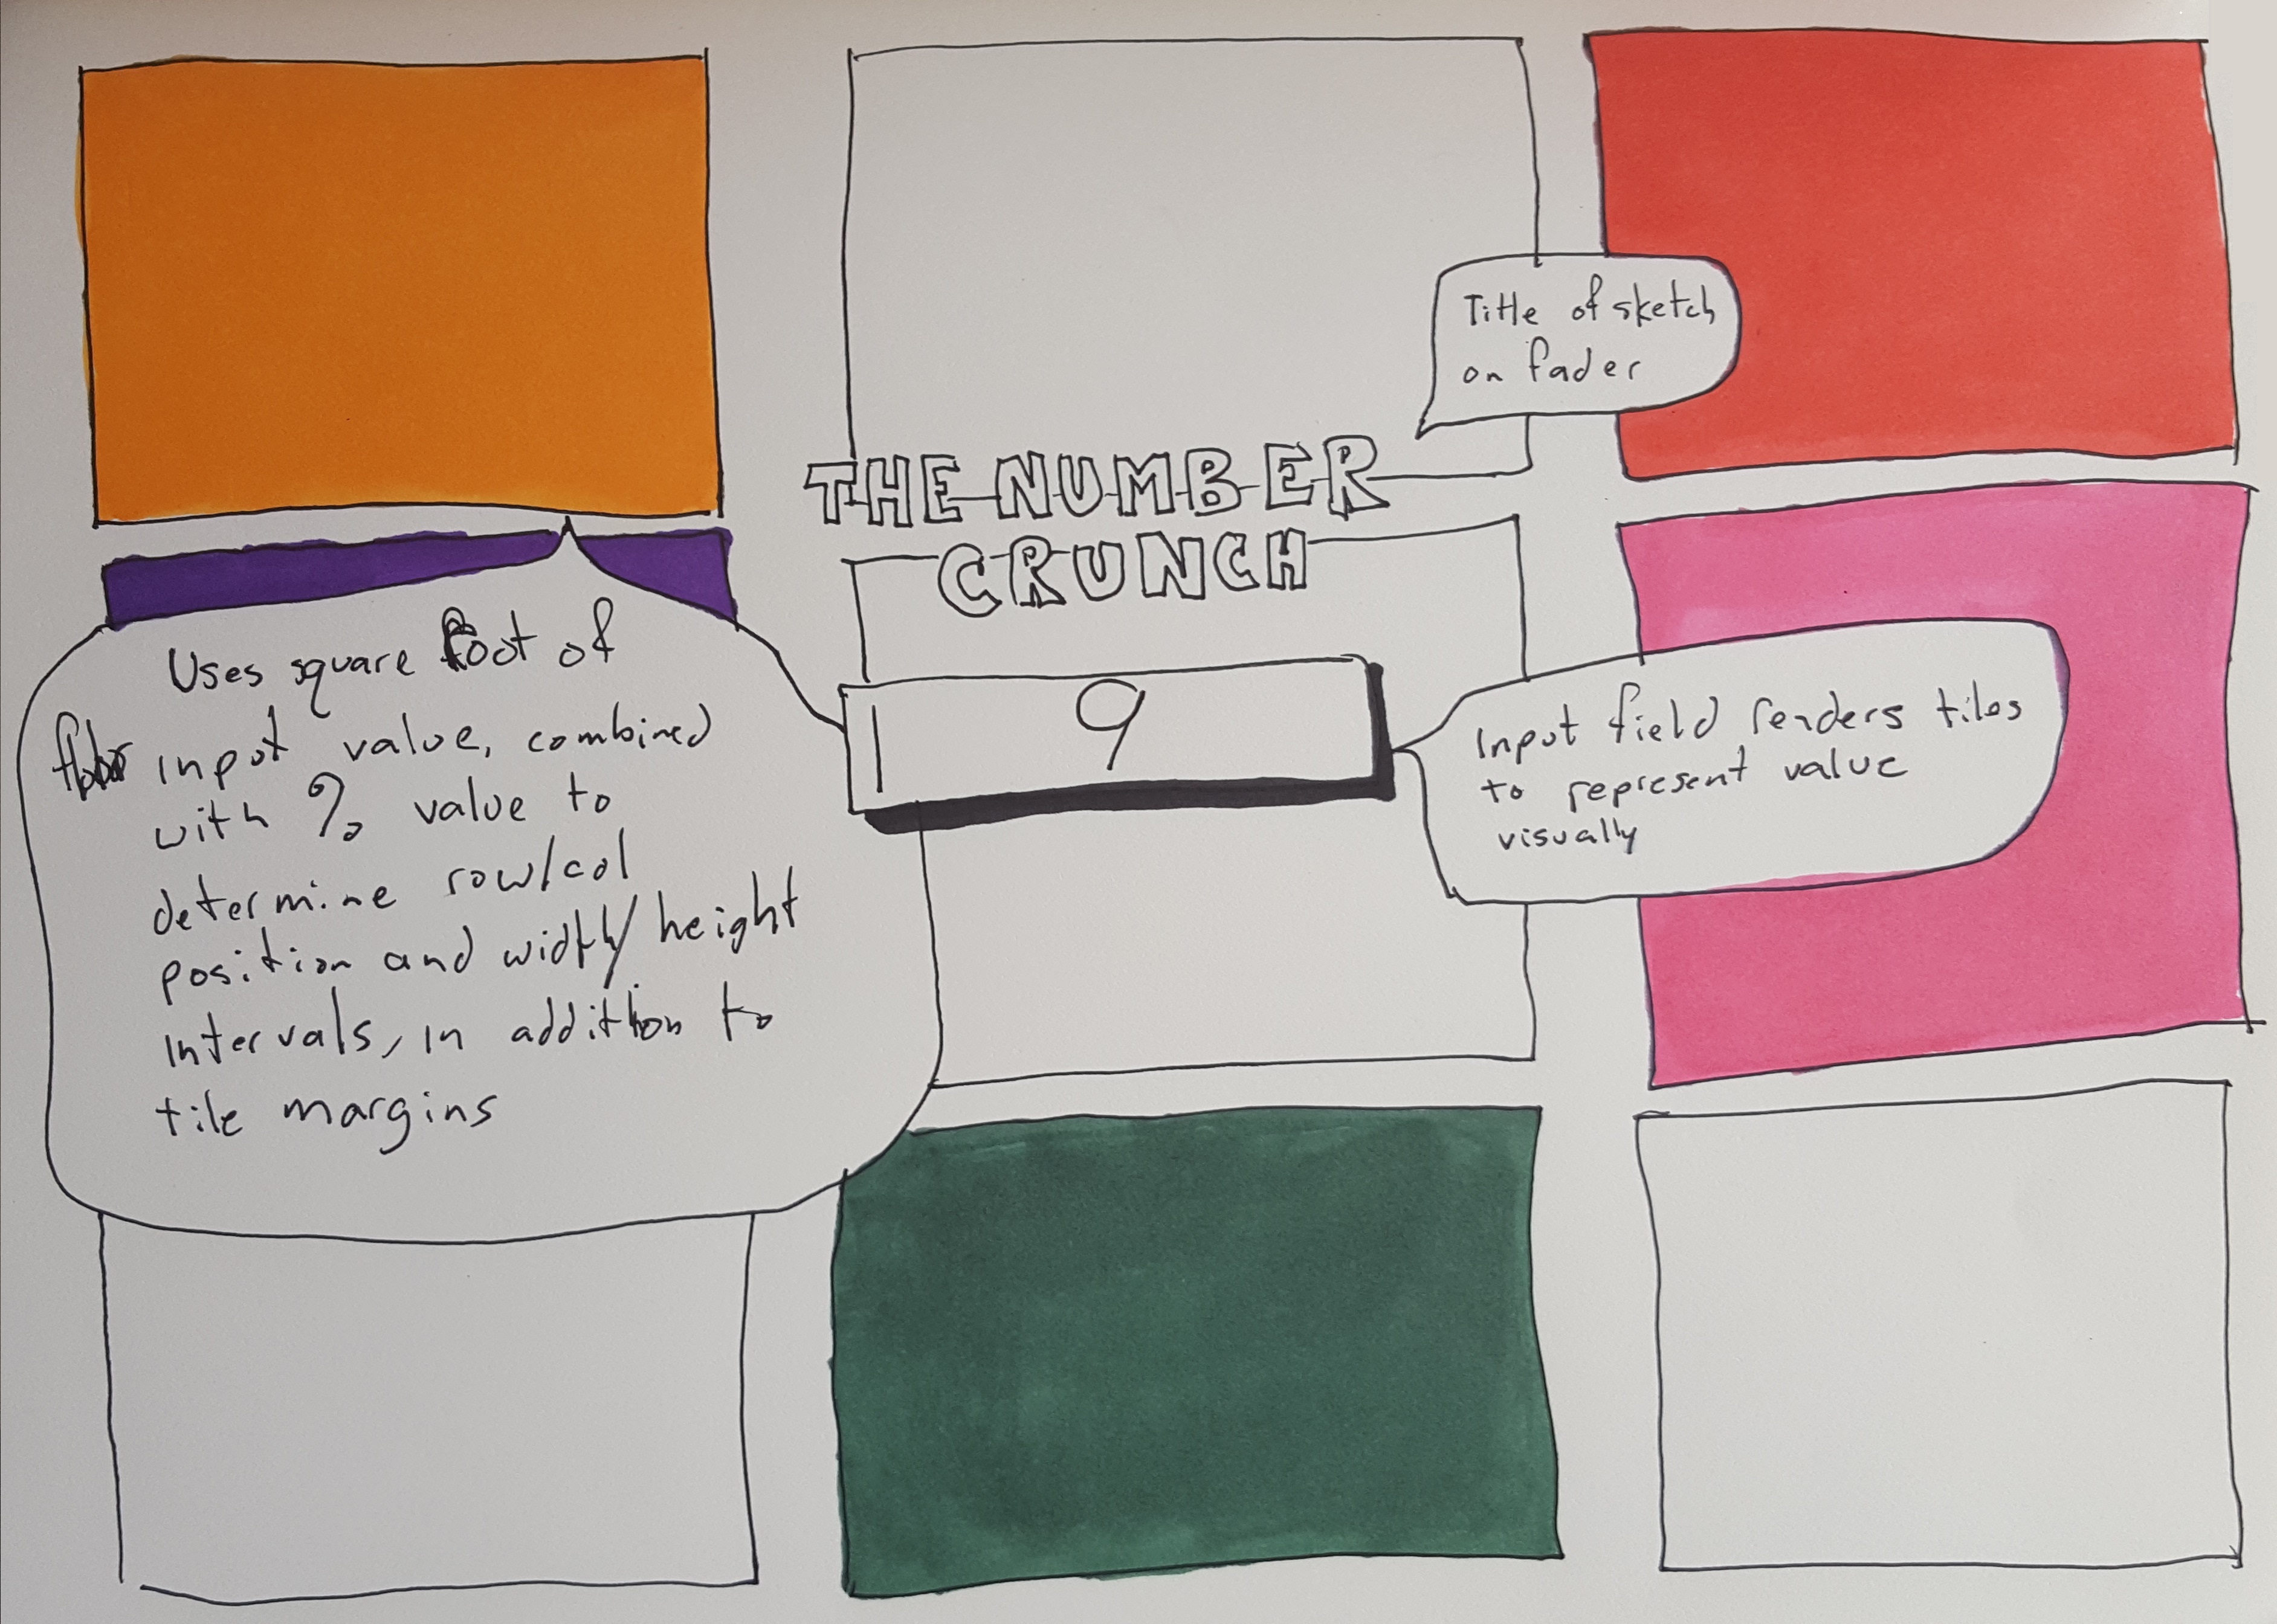 Title of sketch
on fader
THE NUMBER
CRUNCH
9
Uses square root of
input value, combined
with % value to
determine row/col
position and width/height
intervals, in addition to
tile margins
Input field renders tiles
to represent value
visually